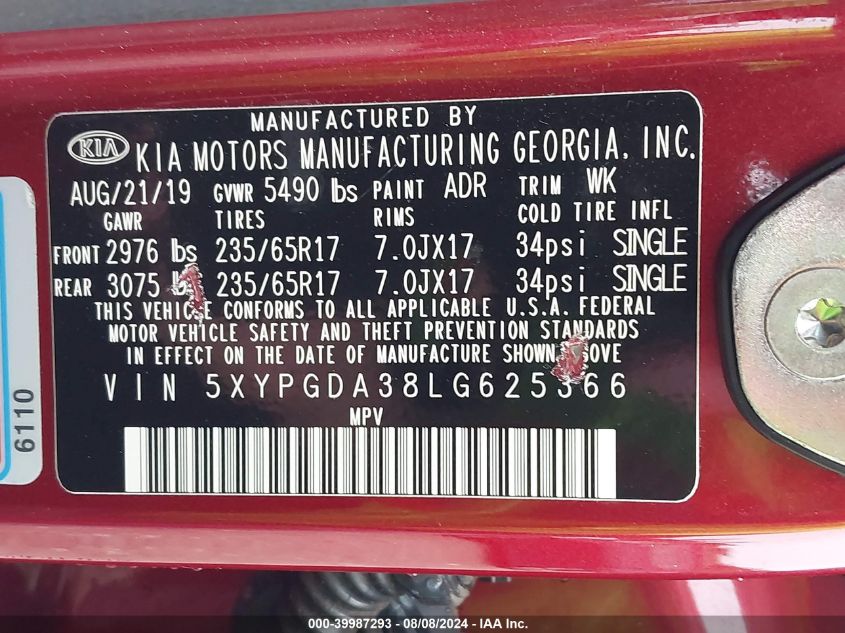 MANUFACTURED BY
KIA KIA MOTORS MANUFACTURING GEORGIA, INC.
AUG/21/19 GVWR 5490 lbs PAINT ADR TRIM WK
GAWR TIRES RIMS COLD TIRE INFL
FRONT 2976 lbs 235/65R17 7.0JX17 34psi SINGLE
REAR 3075 235/65R17 7.0JX17 34psi SINGLE
THIS VEHICLE CONFORMS TO ALL APPLICABLE U.S.A. FEDERAL
MOTOR VEHICLE SAFETY AND THEFT PREVENTION STANDARDS
IN EFFECT ON THE DATE OF MANUFACTURE SHOWN
VIN 5XYPGDA38LG625366
MPV
6110
000-39987293 - 08/08/2024 - IAA Inc.